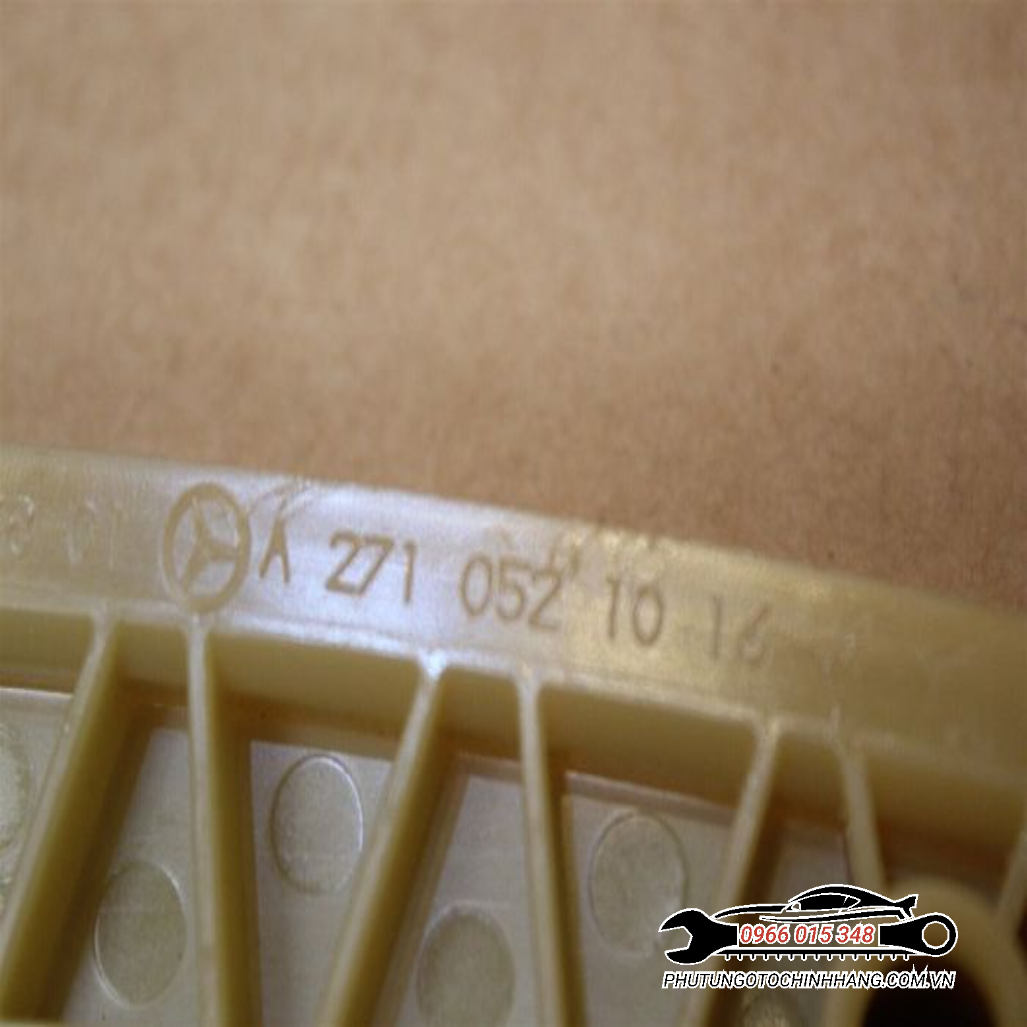 A 271 052 10 16
0966 015 348
PHUTUNGOTOCHINHHANG.COM.VN